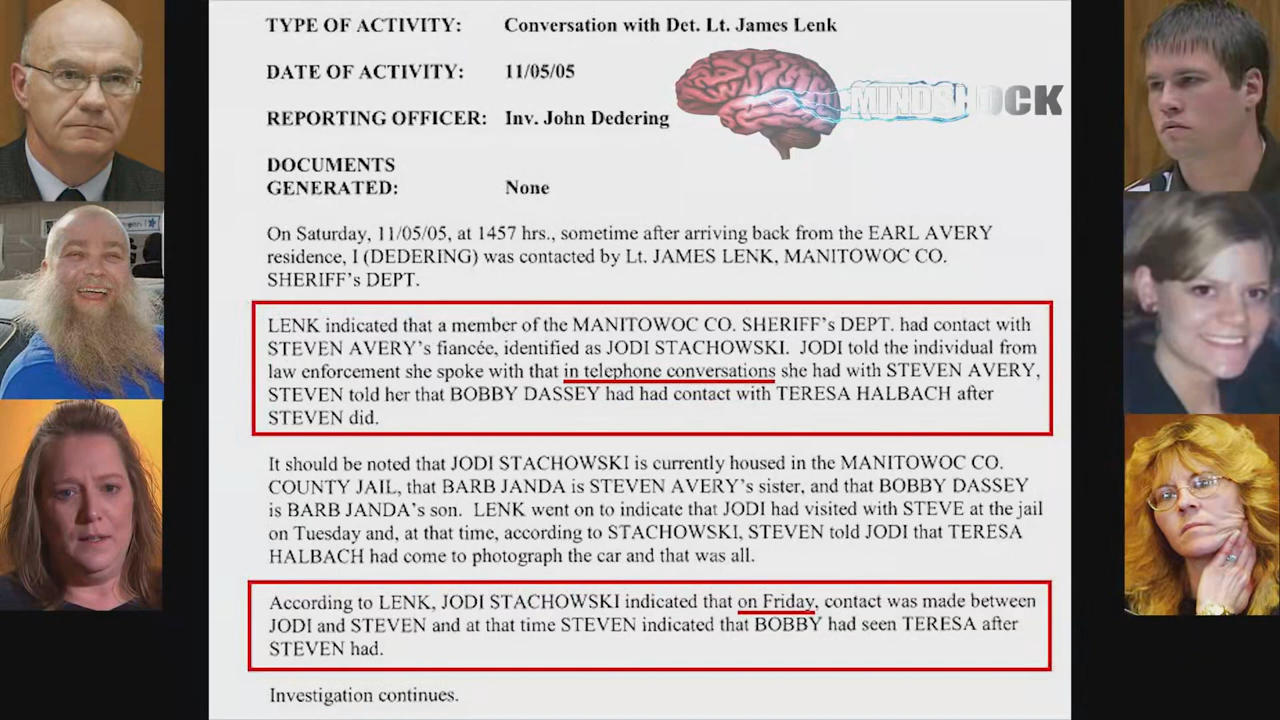 TYPE OF ACTIVITY: Conversation with Det. Lt. James Lenk
DATE OF ACTIVITY: 11/05/05
MINDSHOCK
REPORTING OFFICER: Inv. John Dedering
DOCUMENTS
GENERATED: None
On Saturday, 11/05/05, at 1457 hrs., sometime after arriving back from the EARL AVERY
residence, I (DEDERING) was contacted by Lt. JAMES LENK, MANITOWOC CO.
SHERIFF's DEPT.
LENK indicated that a member of the MANITOWOC CO. SHERIFF's DEPT. had contact with
STEVEN AVERY's fiancée, identified as JODI STACHOWSKI. JODI told the individual from
law enforcement she spoke with that in telephone conversations she had with STEVEN AVERY,
STEVEN told her that BOBBY DASSEY had had contact with TERESA HALBACH after
STEVEN did.
It should be noted that JODI STACHOWSKI is currently housed in the MANITOWOC CO.
COUNTY JAIL, that BARB JANDA is STEVEN AVERY's sister, and that BOBBY DASSEY
is BARB JANDA's son. LENK went on to indicate that JODI had visited with STEVE at the jail
on Tuesday and, at that time, according to STACHOWSKI, STEVEN told JODI that TERESA
HALBACH had come to photograph the car and that was all.
According to LENK, JODI STACHOWSKI indicated that on Friday, contact was made between
JODI and STEVEN and at that time STEVEN indicated that BOBBY had seen TERESA after
STEVEN had.
Investigation continues.